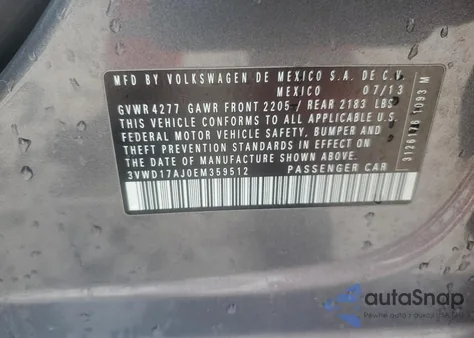 MFD BY VOLKSWAGEN DE MEXICO S.A. DE C.V.
MEXICO 07/13
GVWR 4277 GAWR FRONT 2205 / REAR 2183 LBS
THIS VEHICLE CONFORMS TO ALL APPLICABLE U.S.
FEDERAL MOTOR VEHICLE SAFETY, BUMPER, AND
THEFT PREVENTION STANDARDS IN EFFECT ON THE
DATE OF MANUFACTURE SHOWN ABOVE.
3VWD17AJ0EM359512 PASSENGER CAR
1093 M
autoSnap